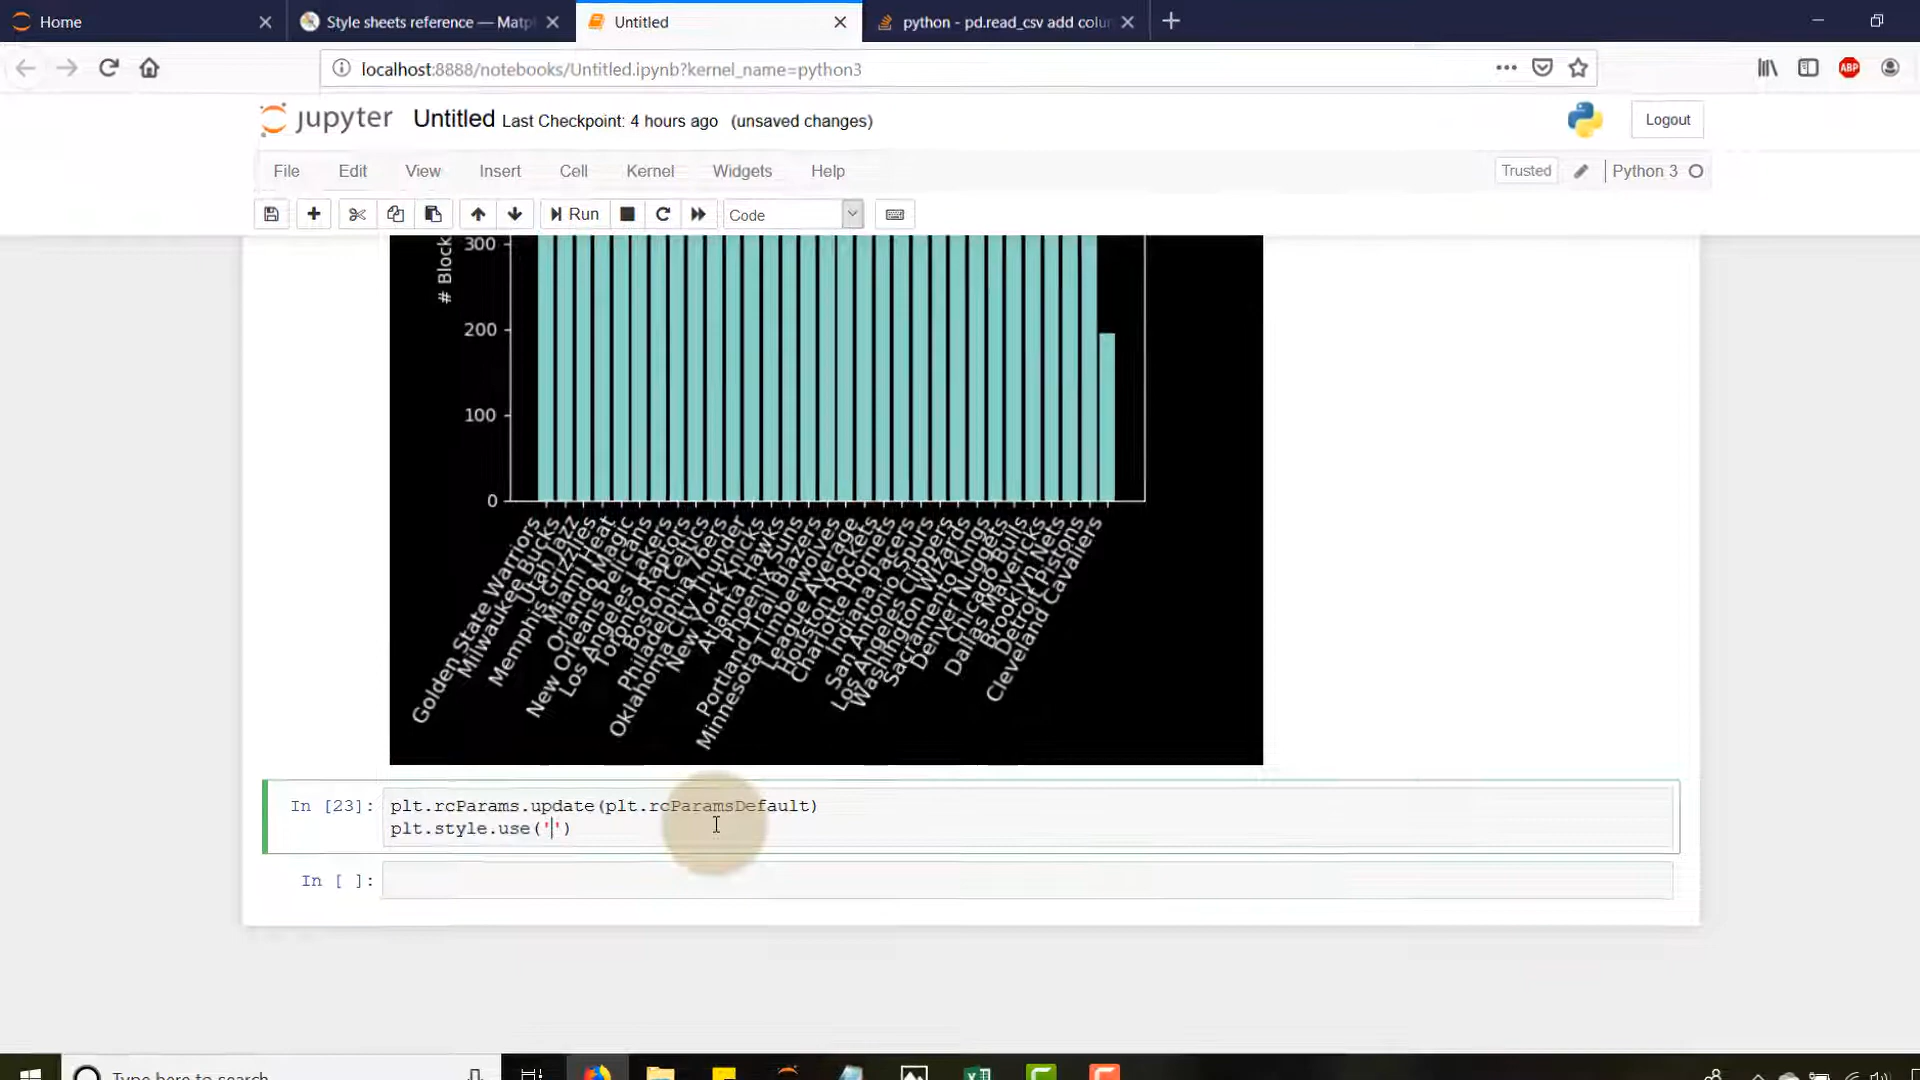 Home
Style sheets reference — Matp
Untitled
python - pd.read_csv add colu
localhost:8888/notebooks/Untitled.ipynb?kernel_name=python3
ABP
jupyter
Untitled Last Checkpoint: 4 hours ago (unsaved changes)
Logout
File Edit View Insert Cell Kernel Widgets Help
Trusted
Python 3
Run
Code
# Block
300
200
100
0
Golden State Warriors
Milwaukee Bucks
Utah Jazz
Memphis Grizzlies
Miami Heat
Orlando Magic
New Orleans Pelicans
Los Angeles Lakers
Toronto Raptors
Boston Celtics
Philadelphia 76ers
Oklahoma City Thunder
New York Knicks
Atlanta Hawks
Phoenix Suns
Portland Trail Blazers
Minnesota Timberwolves
League Average
Houston Rockets
Charlotte Hornets
Indiana Pacers
San Antonio Spurs
Los Angeles Clippers
Washington Wizards
Sacramento Kings
Denver Nuggets
Chicago Bulls
Dallas Mavericks
Brooklyn Nets
Detroit Pistons
Cleveland Cavaliers
In [23]: plt.rcParams.update(plt.rcParamsDefault)
plt.style.use('')
In [ ]:
Type here to search